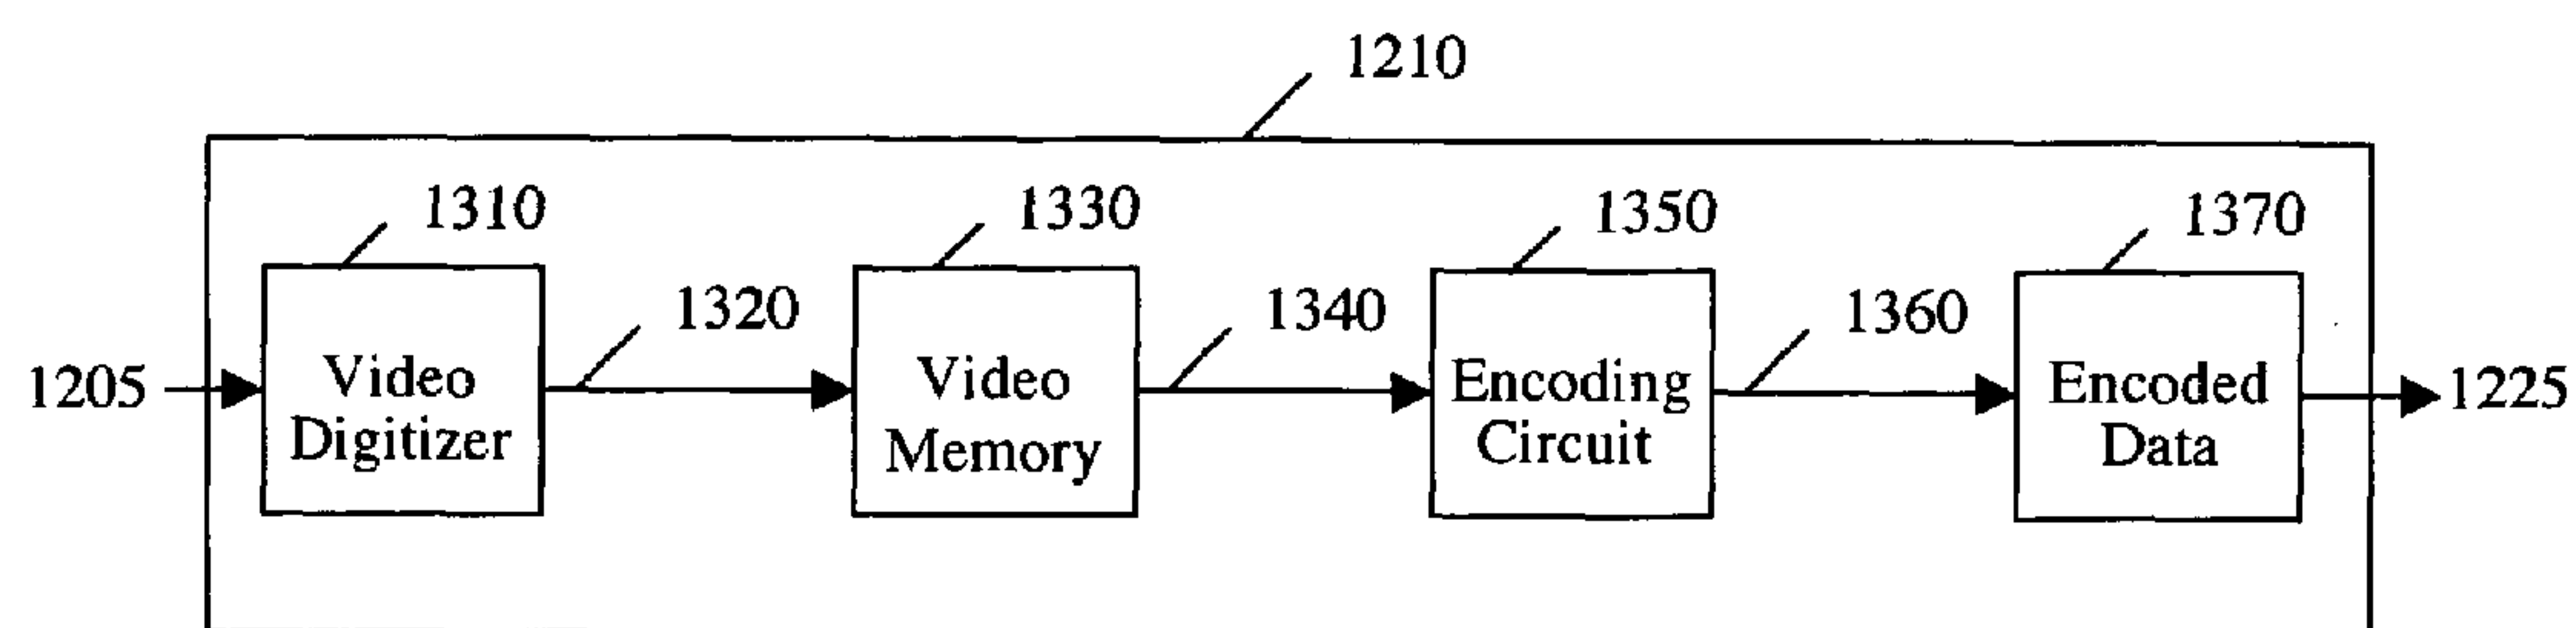 1210
1310
1330
1350
1370
1320
1340
1360
1205
Video
Digitizer
Video
Memory
Encoding
Circuit
Encoded
Data
1225